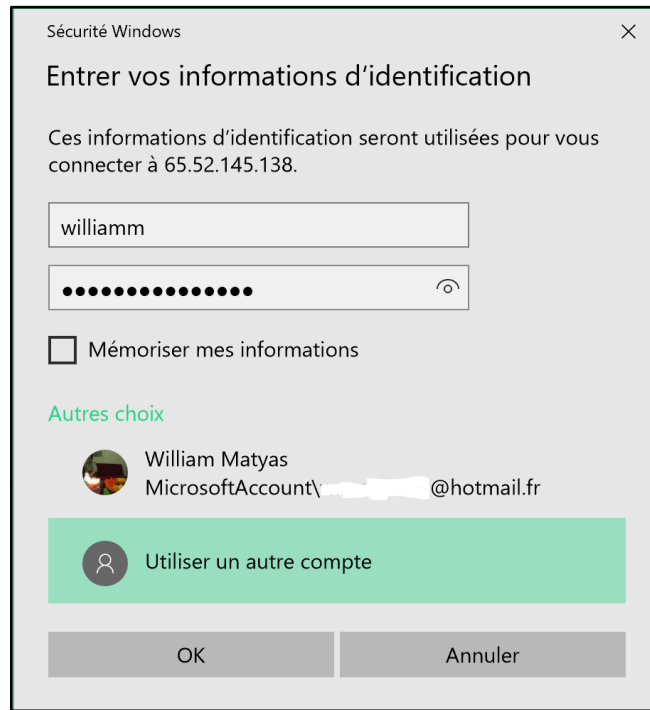 Sécurité Windows
Entrer vos informations d'identification
Ces informations d'identification seront utilisées pour vous
connecter à 65.52.145.138.
williamm
●●●●●●●●●●●●●●●
Mémoriser mes informations
Autres choix
William Matyas
MicrosoftAccount\ @hotmail.fr
Utiliser un autre compte
OK
Annuler